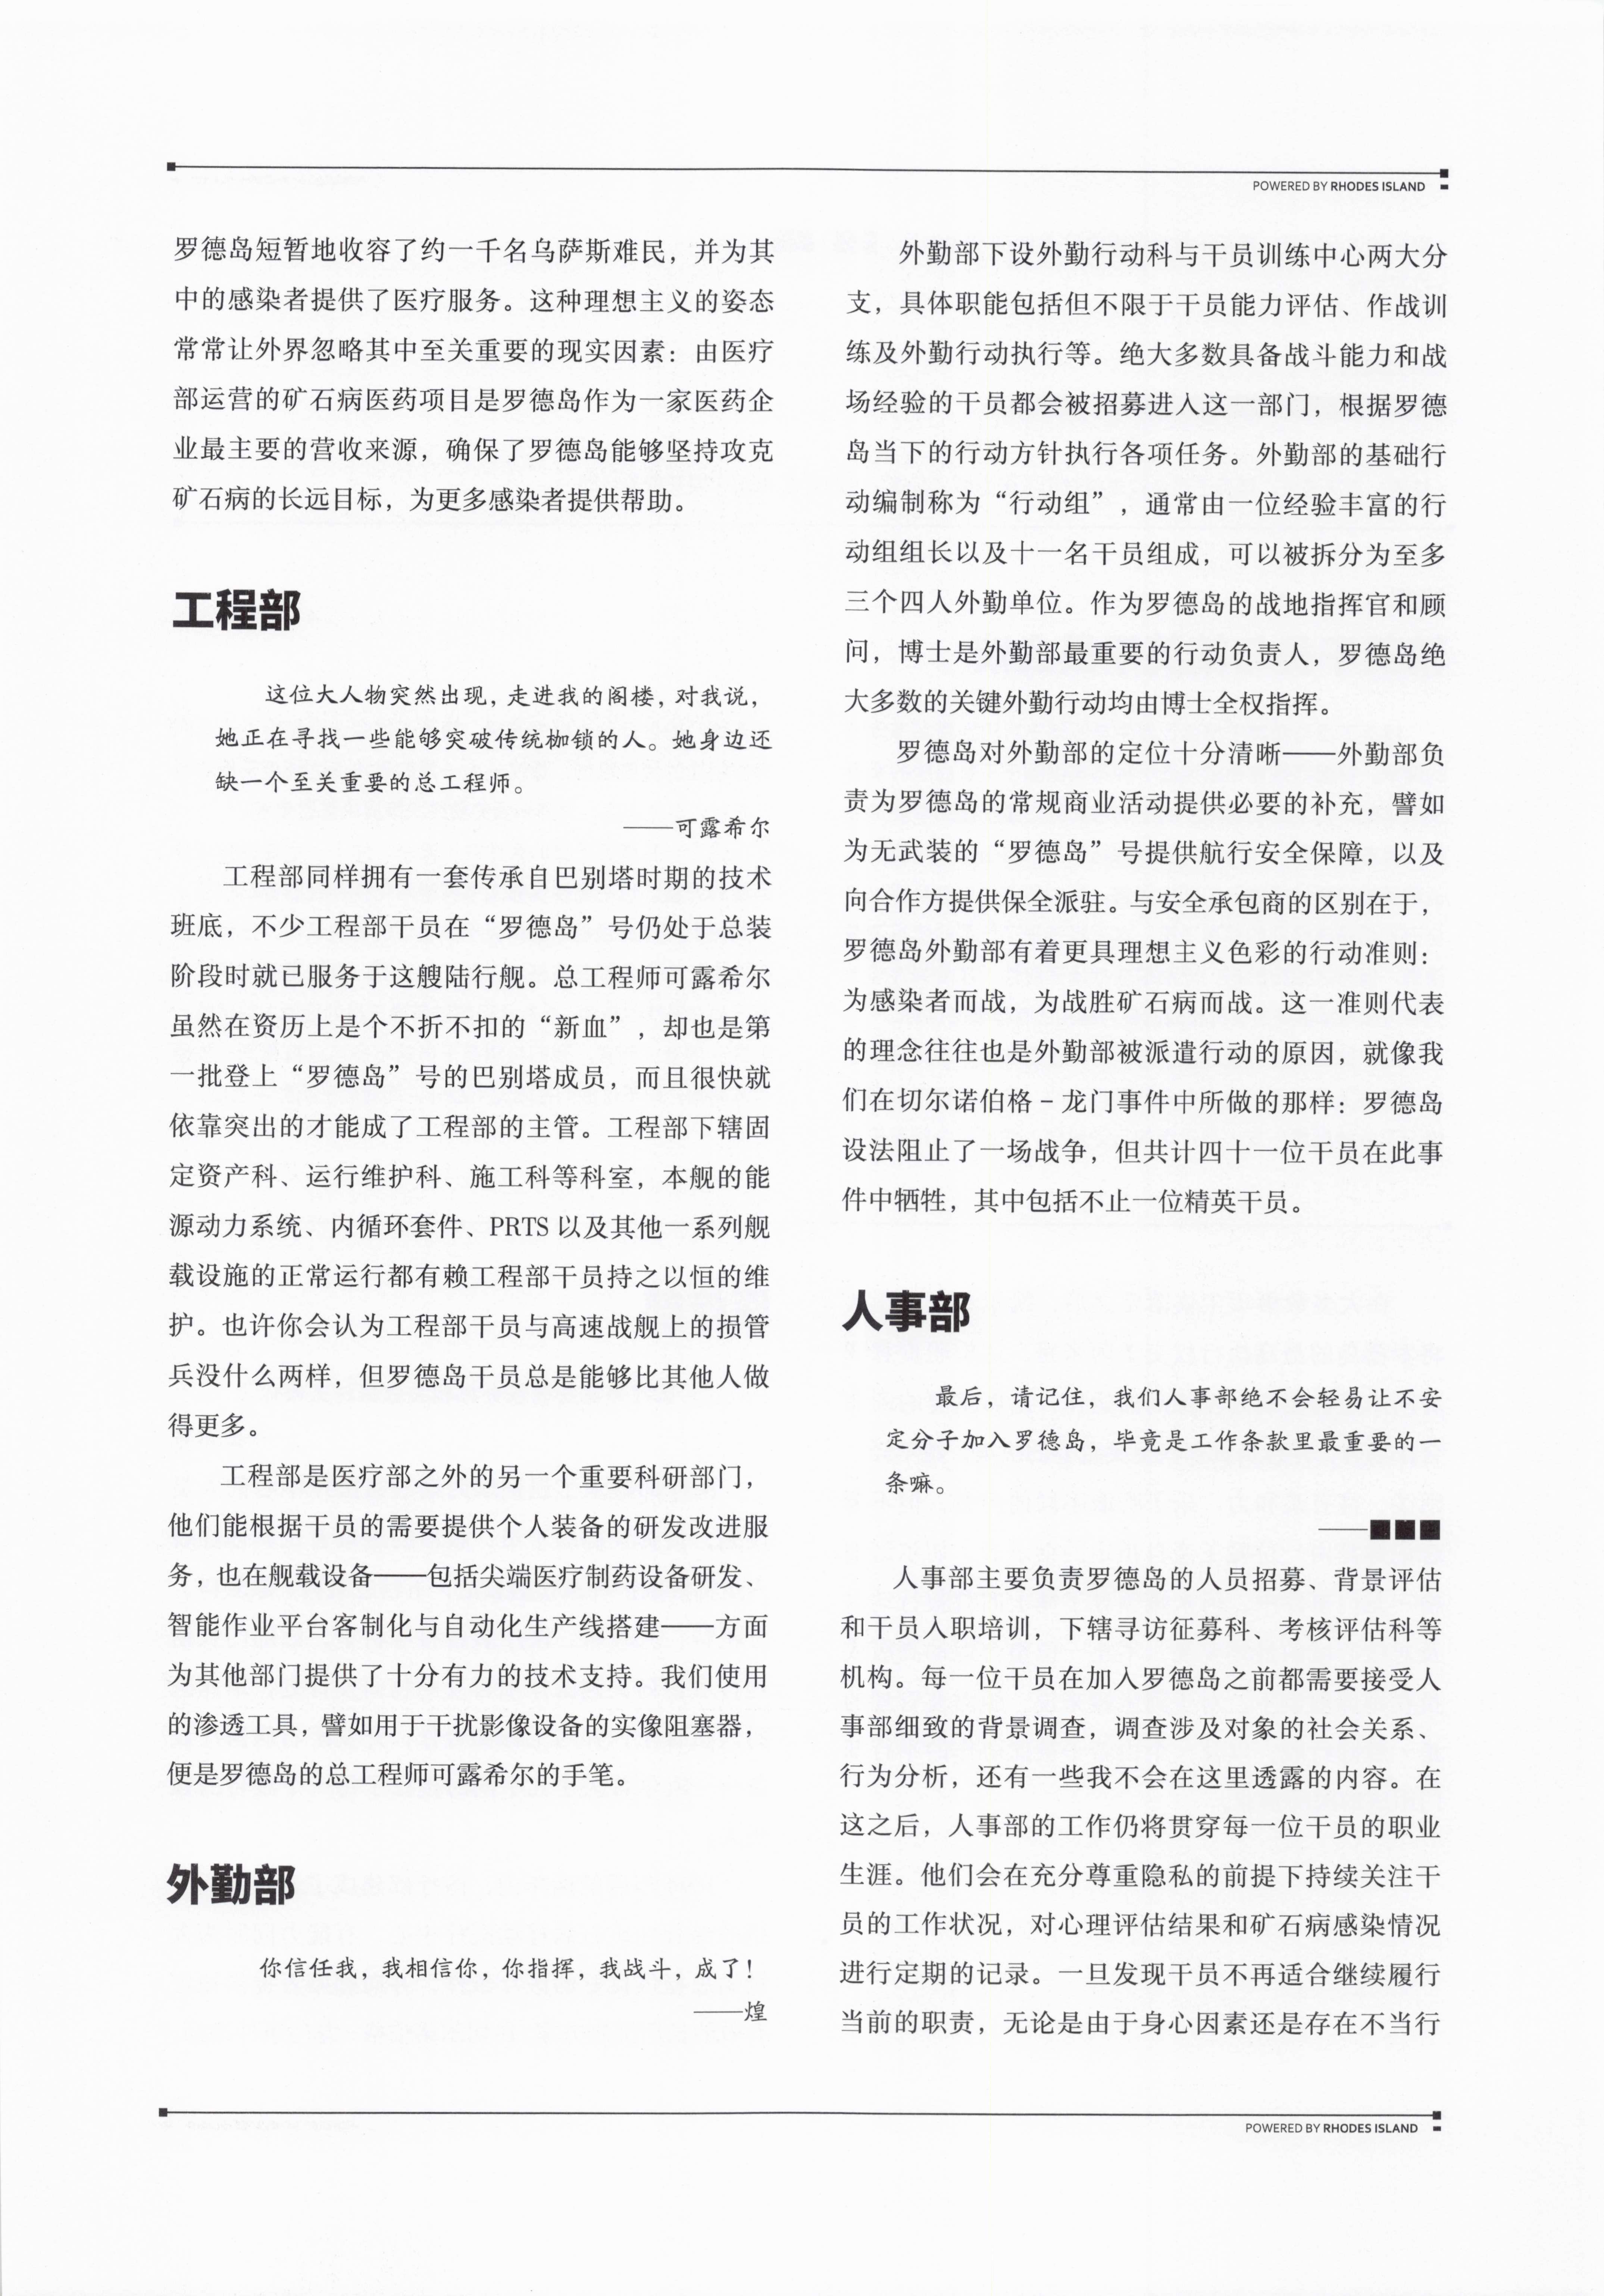 POWERED BY RHODES ISLAND
罗德岛短暂地收容了约一千名乌萨斯难民，并为其
中的感染者提供了医疗服务。这种理想主义的姿态
常常让外界忽略其中至关重要的现实因素：由医疗
部运营的矿石病医药项目是罗德岛作为一家医药企
业最主要的营收来源，确保了罗德岛能够坚持攻克
矿石病的长远目标，为更多感染者提供帮助。
工程部
这位大人物突然出现，走进我的阁楼，对我说，
她正在寻找一些能够突破传统枷锁的人。她身边还
缺一个至关重要的总工程师。
——可露希尔
工程部同样拥有一套传承自巴别塔时期的技术
班底，不少工程部干员在“罗德岛”号仍处于总装
阶段时就已服务于这艘陆行舰。总工程师可露希尔
虽然在资历上是个不折不扣的“新血”，却也是第
一批登上“罗德岛”号的巴别塔成员，而且很快就
依靠突出的才能成了工程部的主管。工程部下辖固
定资产科、运行维护科、施工科等科室，本舰的能
源动力系统、内循环套件、PRTS 以及其他一系列舰
载设施的正常运行都有赖工程部干员持之以恒的维
护。也许你会认为工程部干员与高速战舰上的损管
兵没什么两样，但罗德岛干员总是能够比其他人做
得更多。
工程部是医疗部之外的另一个重要科研部门，
他们能根据干员的需要提供个人装备的研发改进服
务，也在舰载设备——包括尖端医疗制药设备研发、
智能作业平台客制化与自动化生产线搭建——方面
为其他部门提供了十分有力的技术支持。我们使用
的渗透工具，譬如用于干扰影像设备的实像阻塞器，
便是罗德岛的总工程师可露希尔的手笔。
外勤部
你信任我，我相信你，你指挥，我战斗，成了！
——煌
外勤部下设外勤行动科与干员训练中心两大分
支，具体职能包括但不限于干员能力评估、作战训
练及外勤行动执行等。绝大多数具备战斗能力和战
场经验的干员都会被招募进入这一部门，根据罗德
岛当下的行动方针执行各项任务。外勤部的基础行
动编制称为“行动组”，通常由一位经验丰富的行
动组组长以及十一名干员组成，可以被拆分为至多
三个四人外勤单位。作为罗德岛的战地指挥官和顾
问，博士是外勤部最重要的行动负责人，罗德岛绝
大多数的关键外勤行动均由博士全权指挥。
罗德岛对外勤部的定位十分清晰——外勤部负
责为罗德岛的常规商业活动提供必要的补充，譬如
为无武装的“罗德岛”号提供航行安全保障，以及
向合作方提供保全派驻。与安全承包商的区别在于，
罗德岛外勤部有着更具理想主义色彩的行动准则：
为感染者而战，为战胜矿石病而战。这一准则代表
的理念往往也是外勤部被派遣行动的原因，就像我
们在切尔诺伯格－龙门事件中所做的那样：罗德岛
设法阻止了一场战争，但共计四十一位干员在此事
件中牺牲，其中包括不止一位精英干员。
人事部
最后，请记住，我们人事部绝不会轻易让不安
定分子加入罗德岛，毕竟是工作条款里最重要的一
条嘛。
——■■■
人事部主要负责罗德岛的人员招募、背景评估
和干员入职培训，下辖寻访征募科、考核评估科等
机构。每一位干员在加入罗德岛之前都需要接受人
事部细致的背景调查，调查涉及对象的社会关系、
行为分析，还有一些我不会在这里透露的内容。在
这之后，人事部的工作仍将贯穿每一位干员的职业
生涯。他们会在充分尊重隐私的前提下持续关注干
员的工作状况，对心理评估结果和矿石病感染情况
进行定期的记录。一旦发现干员不再适合继续履行
当前的职责，无论是由于身心因素还是存在不当行
POWERED BY RHODES ISLAND